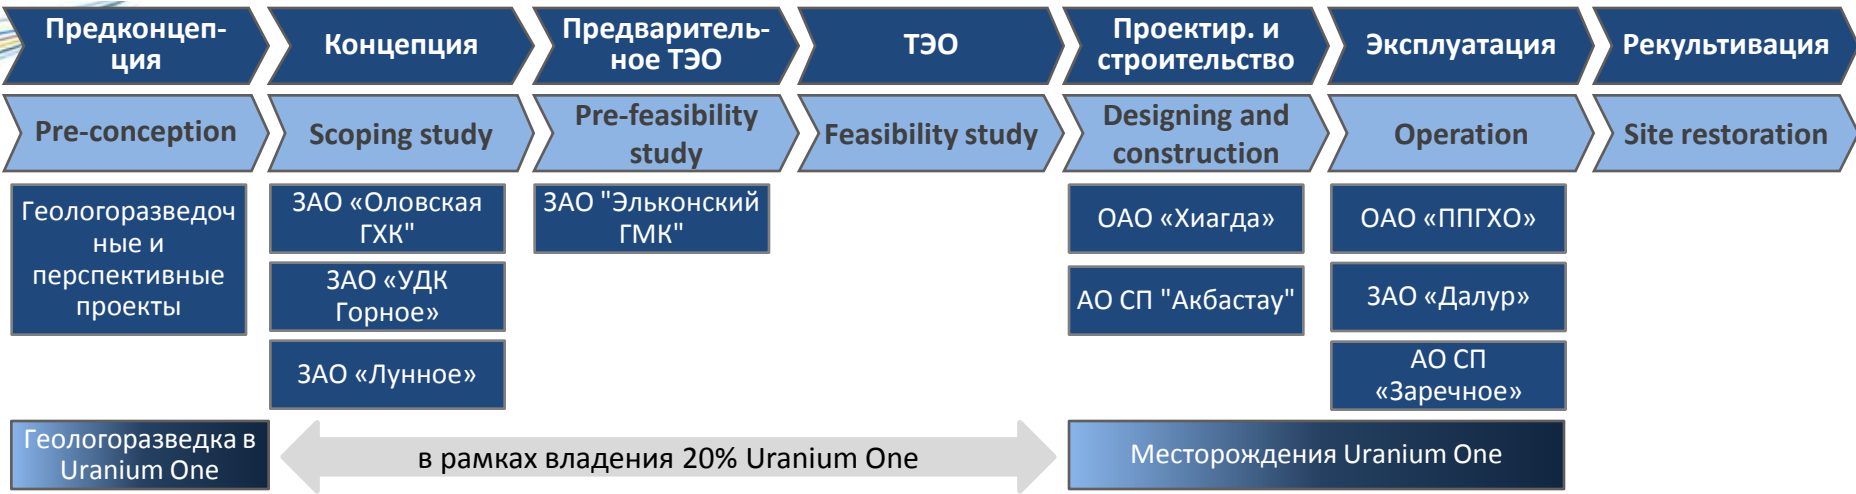 Предконцеп-
ция
Концепция
Предваритель-
ное ТЭО
ТЭО
Проектир. и
строительство
Эксплуатация
Рекультивация
Pre-conception
Scoping study
Pre-feasibility
study
Feasibility study
Designing and
construction
Operation
Site restoration
Геологоразведоч
ные и
перспективные
проекты
ЗАО «Оловская
ГХК"
ЗАО «УДК
Горное»
ЗАО «Лунное»
ЗАО "Эльконский
ГМК"
ОАО «Хиагда»
АО СП "Акбастау"
ОАО «ППГХО»
ЗАО «Далур»
АО СП
«Заречное»
Геологоразведка в
Uranium One
в рамках владения 20% Uranium One
Месторождения Uranium One